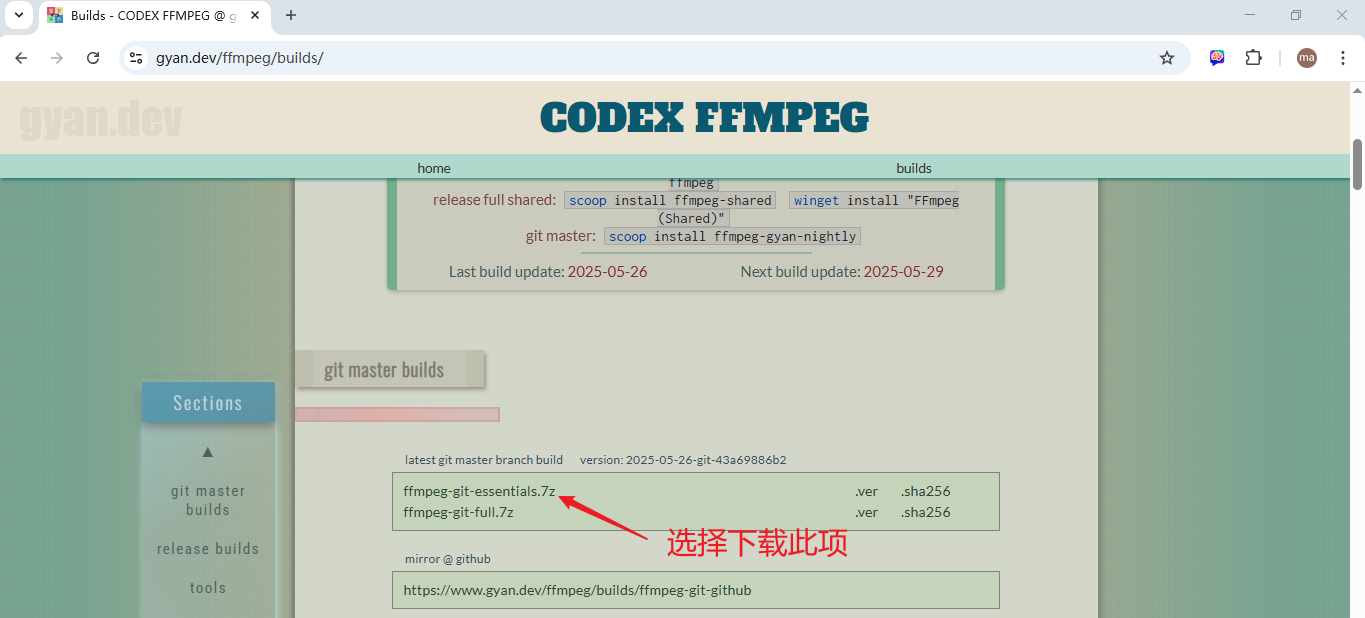 Builds - CODEX FFMPEG @ g
gyan.dev/ffmpeg/builds/
ma
gyan.dev
CODEX FFMPEG
home builds
ffmpeg
release full shared: scoop install ffmpeg-shared winget install "FFmpeg
(Shared)"
git master: scoop install ffmpeg-gyan-nightly
Last build update: 2025-05-26 Next build update: 2025-05-29
git master builds
Sections
▲
git master
builds
release builds
tools
latest git master branch build version: 2025-05-26-git-43a69886b2
ffmpeg-git-essentials.7z .ver .sha256
ffmpeg-git-full.7z .ver .sha256
选择下载此项
mirror @ github
https://www.gyan.dev/ffmpeg/builds/ffmpeg-git-github